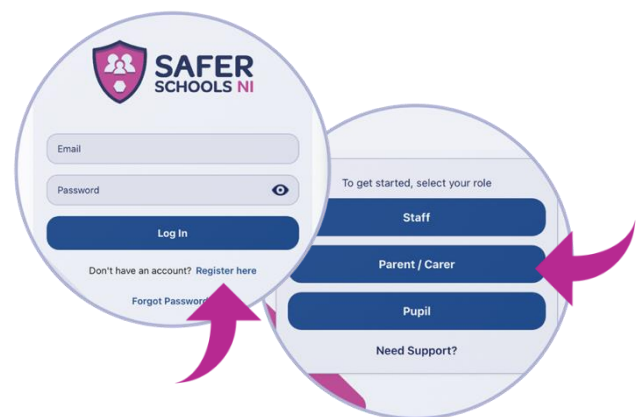 SAFER
SCHOOLS NI
Email
Password
Log In
Don't have an account? Register here
Forgot Password
To get started, select your role
Staff
Parent / Carer
Pupil
Need Support?